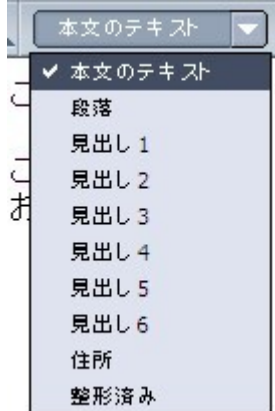 本文のテキスト
本文のテキスト
段落
見出し 1
見出し 2
見出し 3
見出し 4
見出し 5
見出し 6
住所
整形済み